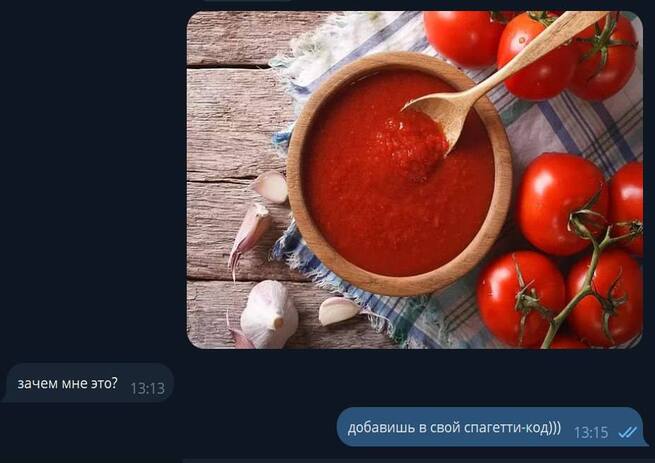 зачем мне это? 13:13
добавишь в свой спагетти-код))) 13:15